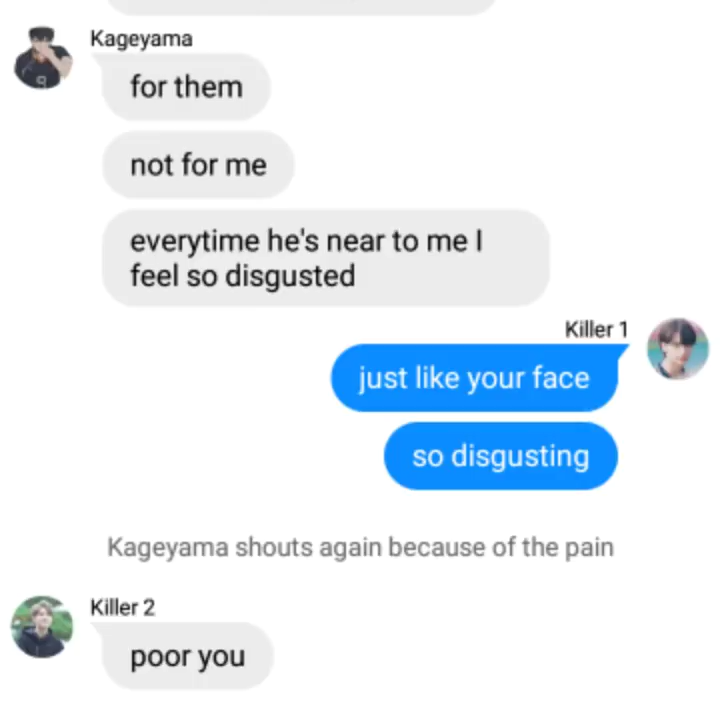 Kageyama
for them
not for me
everytime he's near to me I
feel so disgusted
Killer 1
just like your face
so disgusting
Kageyama shouts again because of the pain
Killer 2
poor you